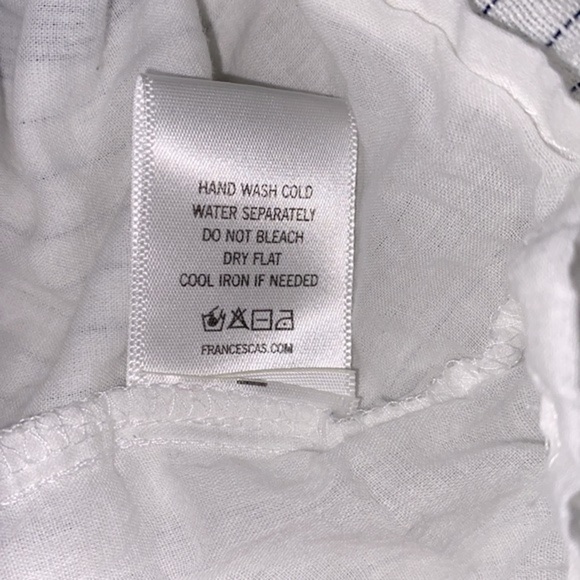 HAND WASH COLD
WATER SEPARATELY
DO NOT BLEACH
DRY FLAT
COOL IRON IF NEEDED
FRANCESCAS.COM